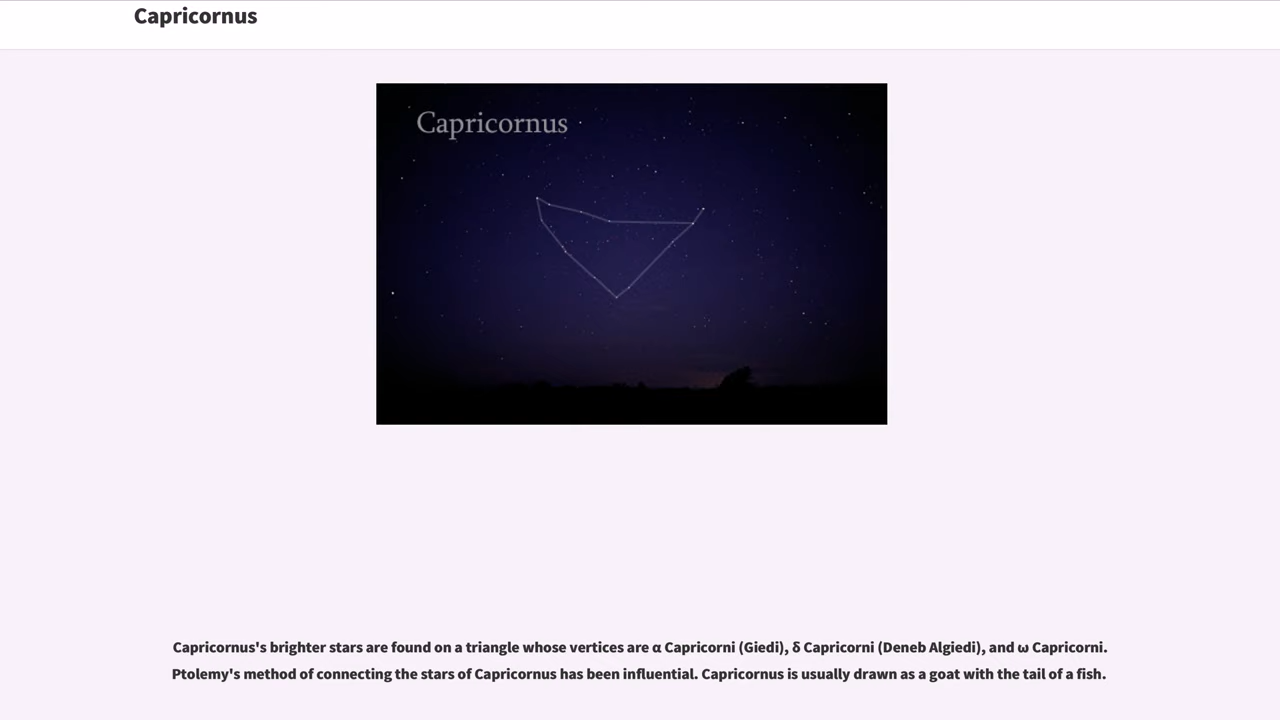 Capricornus
Capricornus
Capricornus's brighter stars are found on a triangle whose vertices are α Capricorni (Giedi), δ Capricorni (Deneb Algiedi), and ω Capricorni.
Ptolemy's method of connecting the stars of Capricornus has been influential. Capricornus is usually drawn as a goat with the tail of a fish.